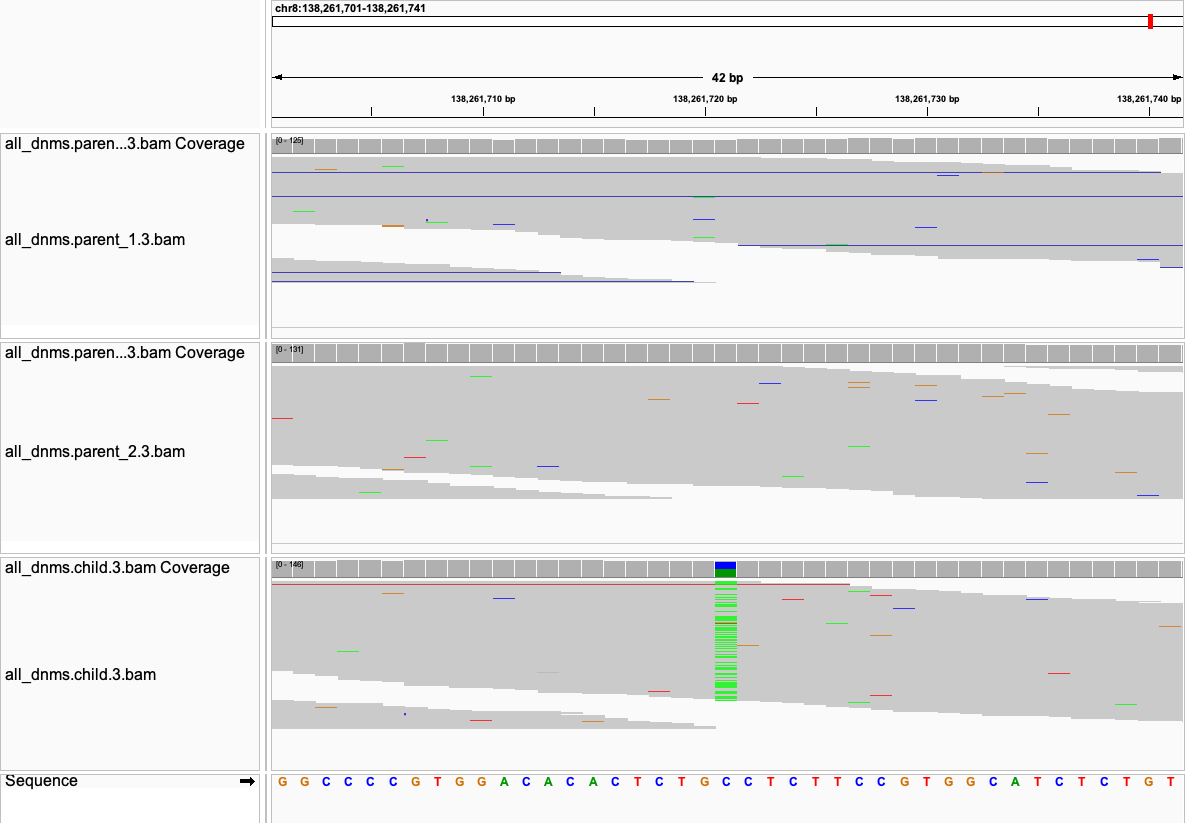 chr8:138,261,701-138,261,741
42 bp
138,261,710 bp 138,261,720 bp 138,261,730 bp 138,261,740 bp
all_dnms.paren...3.bam Coverage
[0 - 125]
all_dnms.parent_1.3.bam
all_dnms.paren...3.bam Coverage
[0 - 131]
all_dnms.parent_2.3.bam
all_dnms.child.3.bam Coverage
[0 - 146]
all_dnms.child.3.bam
Sequence G G C C C C G T G G A C A C A C T C T G C C T C T T C C G T G G C A T C T C T G T